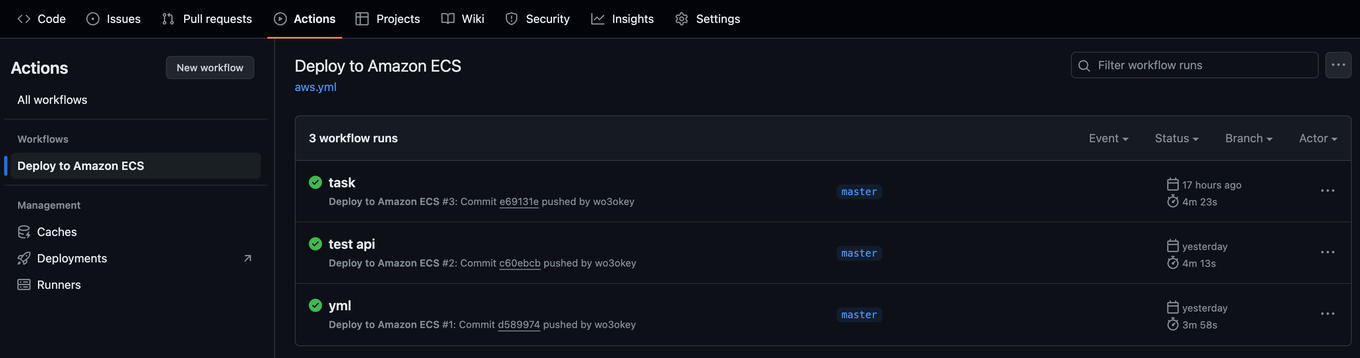 Code Issues Pull requests Actions Projects Wiki Security Insights Settings
Actions
New workflow
All workflows
Workflows
Deploy to Amazon ECS
Management
Caches
Deployments
Runners
Deploy to Amazon ECS
aws.yml
Filter workflow runs
3 workflow runs
Event Status Branch Actor
task
Deploy to Amazon ECS #3: Commit e69131e pushed by wo3okey
master
17 hours ago
4m 23s
test api
Deploy to Amazon ECS #2: Commit c60ebcb pushed by wo3okey
master
yesterday
4m 13s
yml
Deploy to Amazon ECS #1: Commit d589974 pushed by wo3okey
master
yesterday
3m 58s